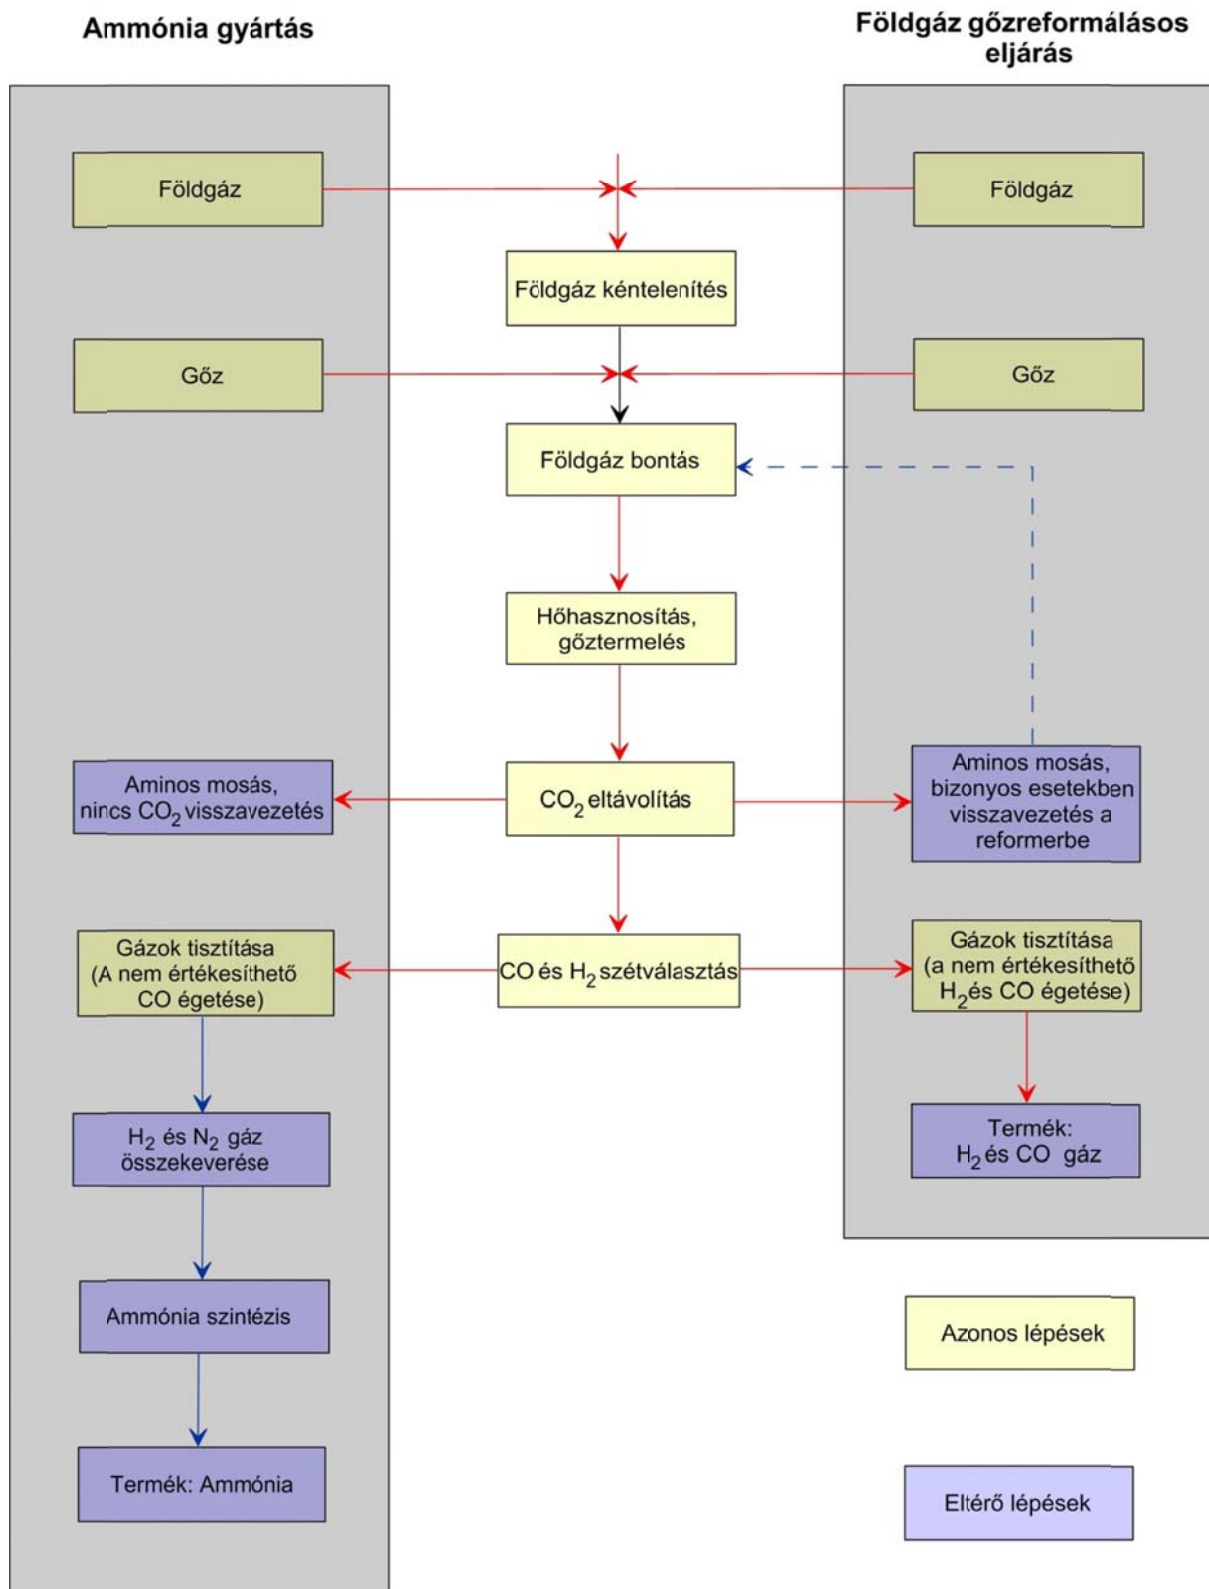 Ammónia gyártás
Földgáz gőzreformálásos
eljárás
Földgáz
Földgáz
Földgáz kéntelenítés
Gőz
Gőz
Földgáz bontás
Hőhasznosítás,
gőztermelés
Aminos mosás,
nincs CO2 visszavezetés
CO2 eltávolítás
Aminos mosás,
bizonyos esetekben
visszavezetés a
reformerbe
Gázok tisztítása
(A nem értékesíthető
CO égetése)
CO és H2 szétválasztás
Gázok tisztítása
(a nem értékesíthető
H2 és CO égetése)
H2 és N2 gáz
összekeverése
Termék:
H2 és CO gáz
Ammónia szintézis
Azonos lépések
Termék: Ammónia
Eltérő lépések